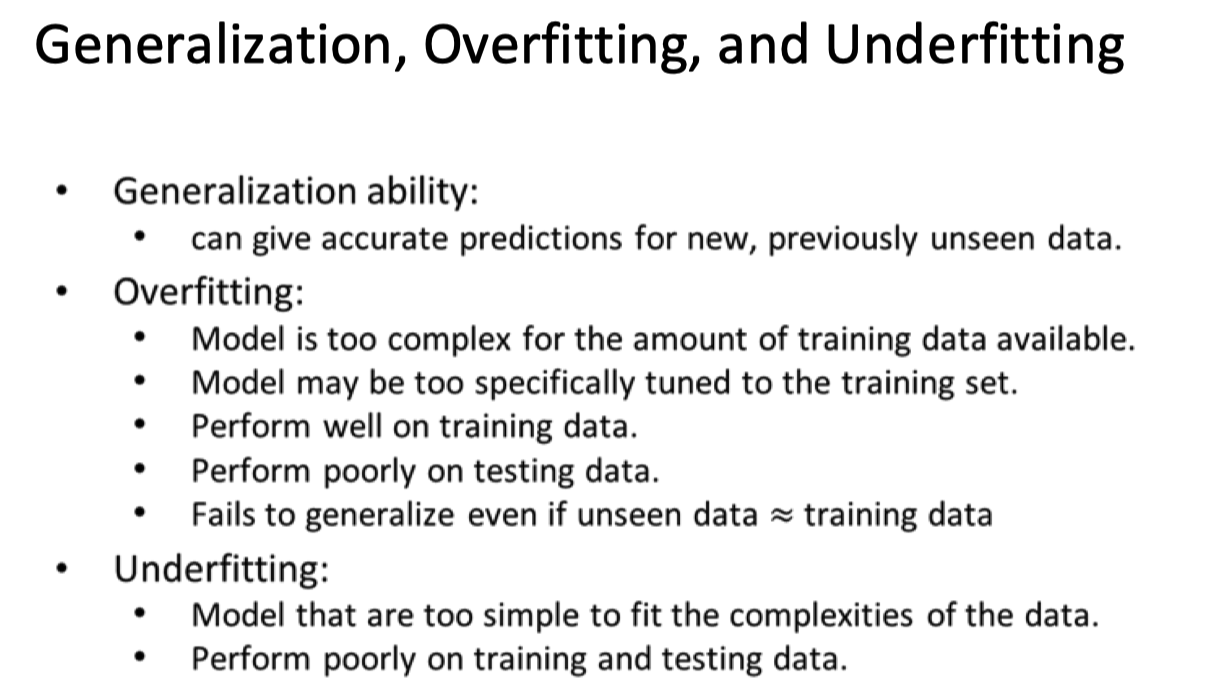 Generalization, Overfitting, and Underfitting
• Generalization ability:
• can give accurate predictions for new, previously unseen data.
• Overfitting:
• Model is too complex for the amount of training data available.
• Model may be too specifically tuned to the training set.
• Perform well on training data.
• Perform poorly on testing data.
• Fails to generalize even if unseen data ≈ training data
• Underfitting:
• Model that are too simple to fit the complexities of the data.
• Perform poorly on training and testing data.